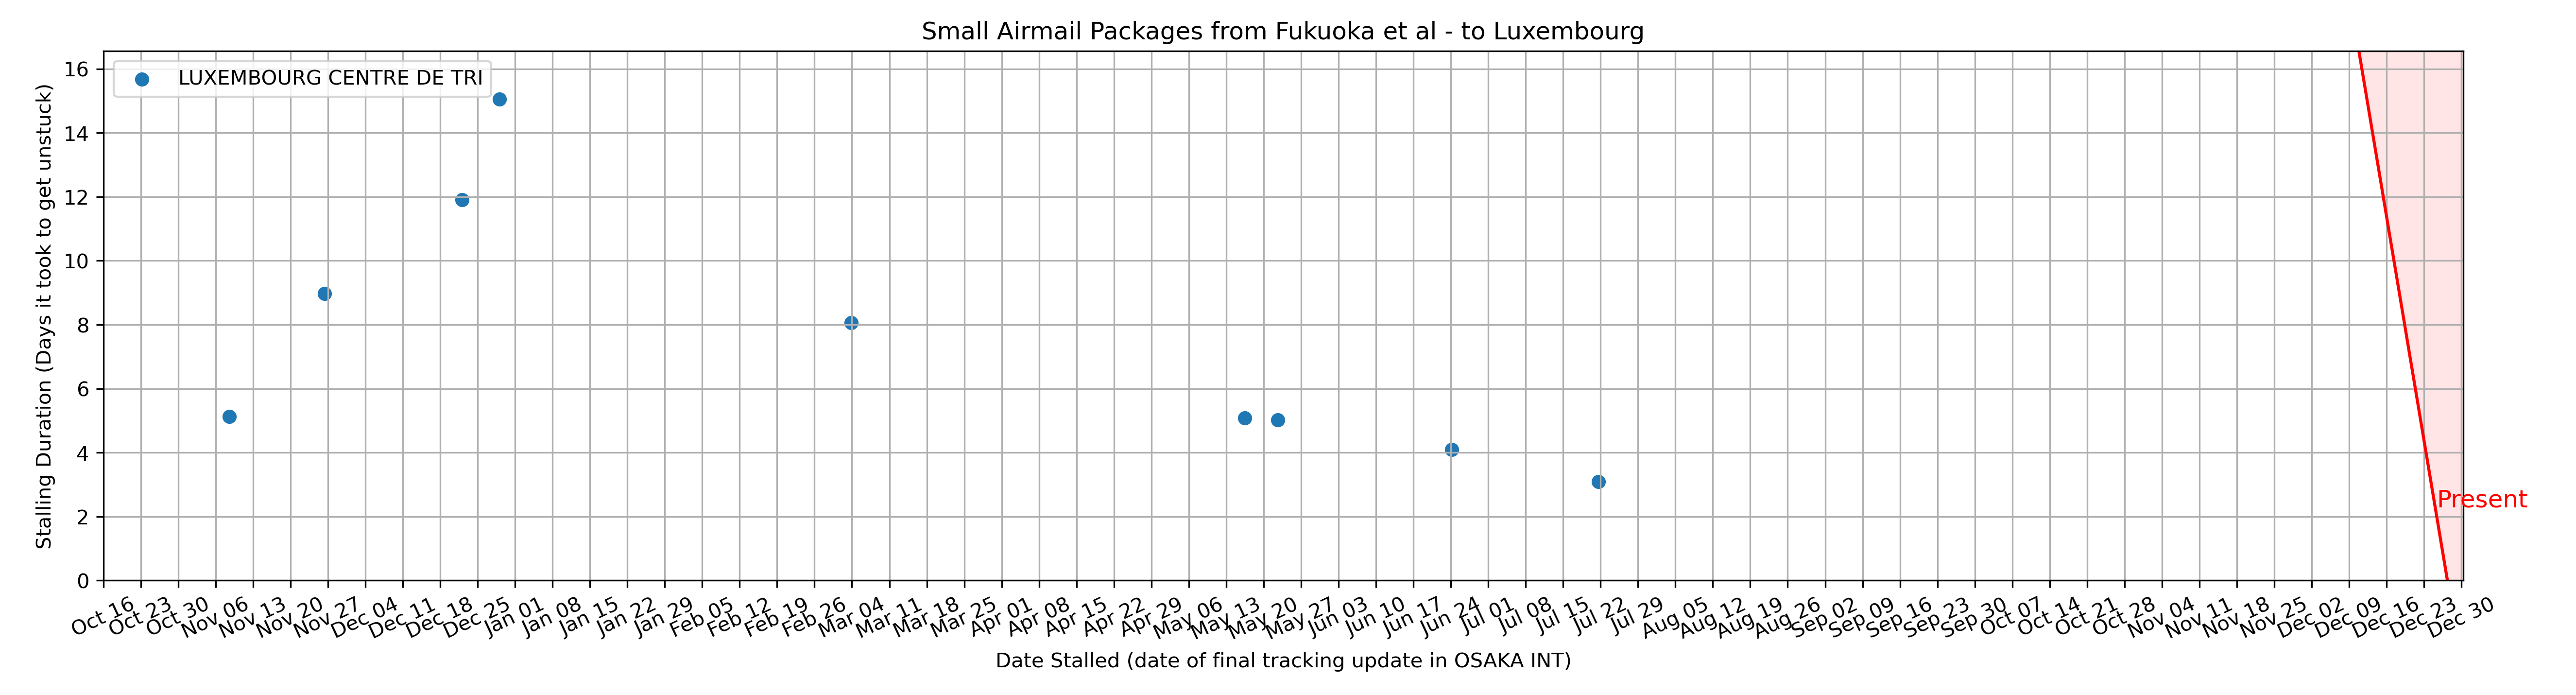 Small Airmail Packages from Fukuoka et al - to Luxembourg
LUXEMBOURG CENTRE DE TRI
Stalling Duration (Days it took to get unstuck)
16
14
12
10
8
6
4
2
0
Present
Oct 16
Oct 23
Oct 30
Nov 06
Nov 13
Nov 20
Nov 27
Dec 04
Dec 11
Dec 18
Dec 25
Jan 01
Jan 08
Jan 15
Jan 22
Jan 29
Feb 05
Feb 12
Feb 19
Feb 26
Mar 04
Mar 11
Mar 18
Mar 25
Apr 01
Apr 08
Apr 15
Apr 22
Apr 29
May 06
May 13
May 20
May 27
Jun 03
Jun 10
Jun 17
Jun 24
Jul 01
Jul 08
Jul 15
Jul 22
Jul 29
Aug 05
Aug 12
Aug 19
Aug 26
Sep 02
Sep 09
Sep 16
Sep 23
Sep 30
Oct 07
Oct 14
Oct 21
Oct 28
Nov 04
Nov 11
Nov 18
Nov 25
Dec 02
Dec 09
Dec 16
Dec 23
Dec 30
Date Stalled (date of final tracking update in OSAKA INT)